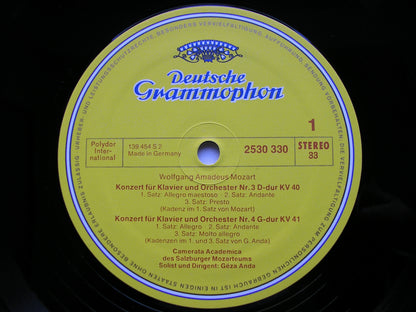 Deutsche
Grammophon
Polydor
Inter-
national
139 454 S 2
Made in Germany
2530 330
1
STEREO
33
Wolfgang Amadeus Mozart
Konzert für Klavier und Orchester Nr. 3 D-dur KV 40
1. Satz: Allegro maestoso 2. Satz: Andante
3. Satz: Presto
(Kadenz im 1. Satz von Mozart)
Konzert für Klavier und Orchester Nr. 4 G-dur KV 41
1. Satz: Allegro 2. Satz: Andante
3. Satz: Molto allegro
(Kadenzen im 1. und 3. Satz von G. Anda)
Camerata Academica
des Salzburger Mozarteums
Solist und Dirigent: Géza Anda